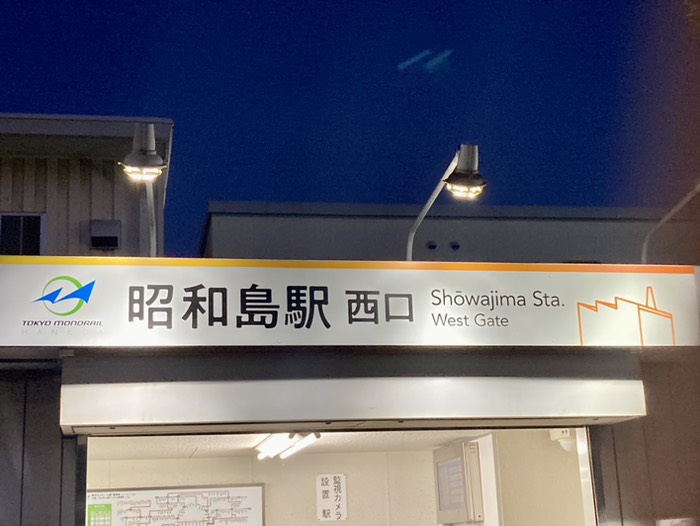 TOKYO MONORAIL
HANEDA
昭和島駅 西口
Shōwajima Sta.
West Gate
監視カメラ
設置駅